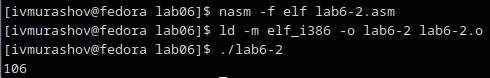 [ivmurashov@fedora lab06]$ nasm -f elf lab6-2.asm
[ivmurashov@fedora lab06]$ ld -m elf_i386 -o lab6-2 lab6-2.o
[ivmurashov@fedora lab06]$ ./lab6-2
106